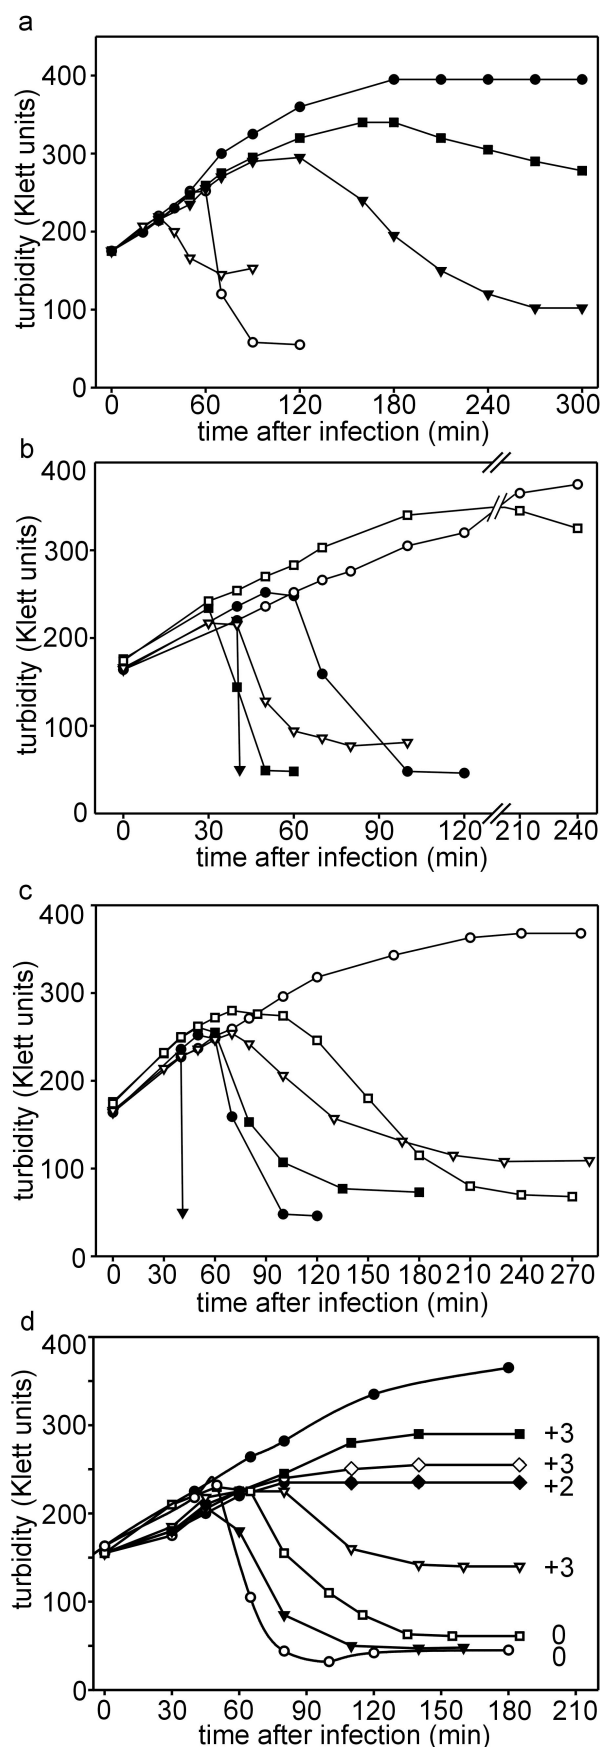 a
turbidity (Klett units)
400
300
200
100
0
0 60 120 180 240 300
time after infection (min)
b
turbidity (Klett units)
400
300
200
100
0
0 30 60 90 120 210 240
time after infection (min)
c
turbidity (Klett units)
400
300
200
100
0
0 30 60 90 120 150 180 210 240 270
time after infection (min)
d
turbidity (Klett units)
400
300
200
100
0
+3
+3
+2
+3
0
0
0 30 60 90 120 150 180 210
time after infection (min)